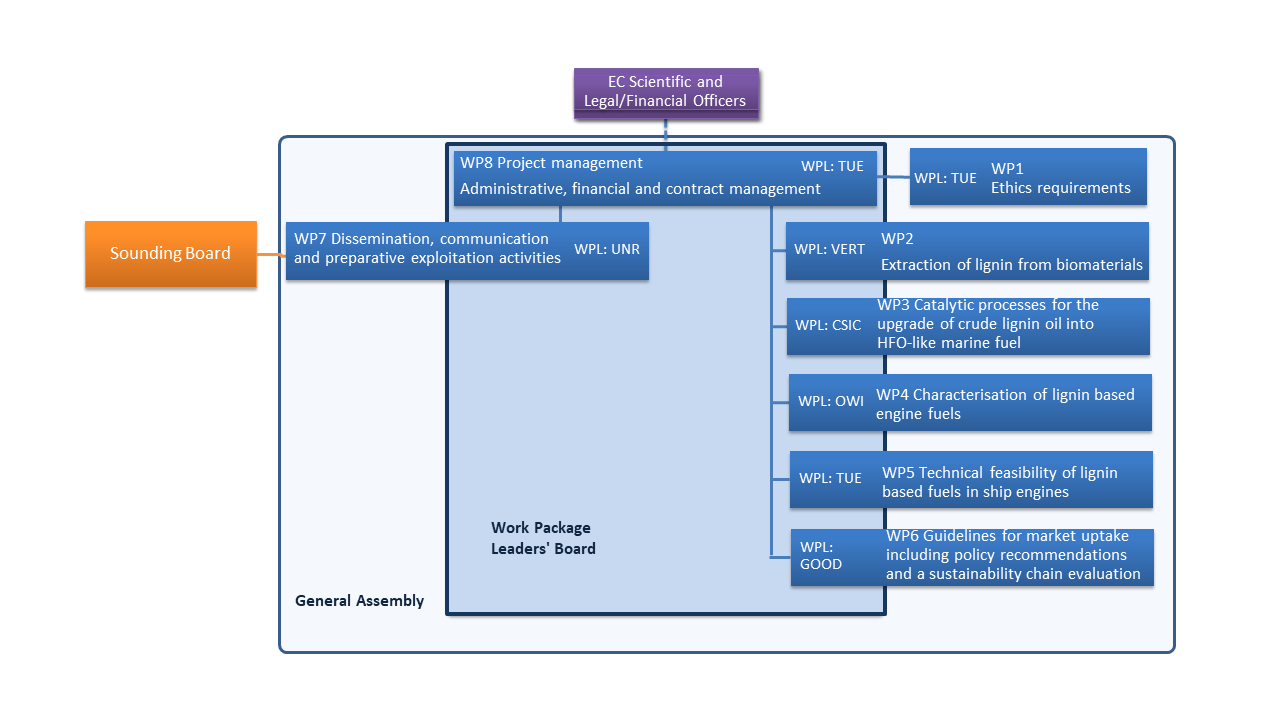 EC Scientific and
Legal/Financial Officers
WP8 Project management
WPL: TUE
Administrative, financial and contract management
WPL: TUE
WP1
Ethics requirements
Sounding Board
WP7 Dissemination, communication
and preparative exploitation activities
WPL: UNR
WPL: VERT
WP2
Extraction of lignin from biomaterials
WPL: CSIC
WP3 Catalytic processes for the
upgrade of crude lignin oil into
HFO-like marine fuel
WPL: OWI
WP4 Characterisation of lignin based
engine fuels
WPL: TUE
WP5 Technical feasibility of lignin
based fuels in ship engines
WPL:
GOOD
WP6 Guidelines for market uptake
including policy recommendations
and a sustainability chain evaluation
Work Package
Leaders' Board
General Assembly